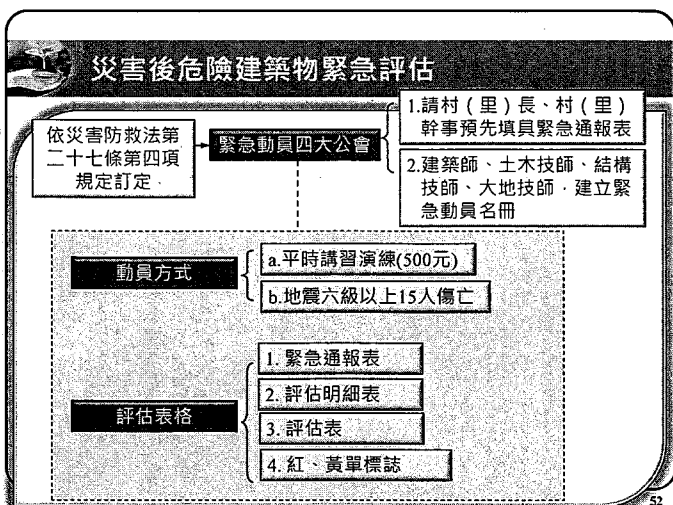 災害後危險建築物緊急評估
依災害防救法第
二十七條第四項
規定訂定.
緊急動員四大公會
1.請村(里)長、村(里)
幹事預先填具緊急通報表
2.建築師、土木技師、結構
技師、大地技師.建立緊
急動員名冊
動員方式
a.平時講習演練(500元)
b.地震六級以上15人傷亡
評估表格
1. 緊急通報表
2. 評估明細表
3. 評估表
4. 紅、黃單標誌
52